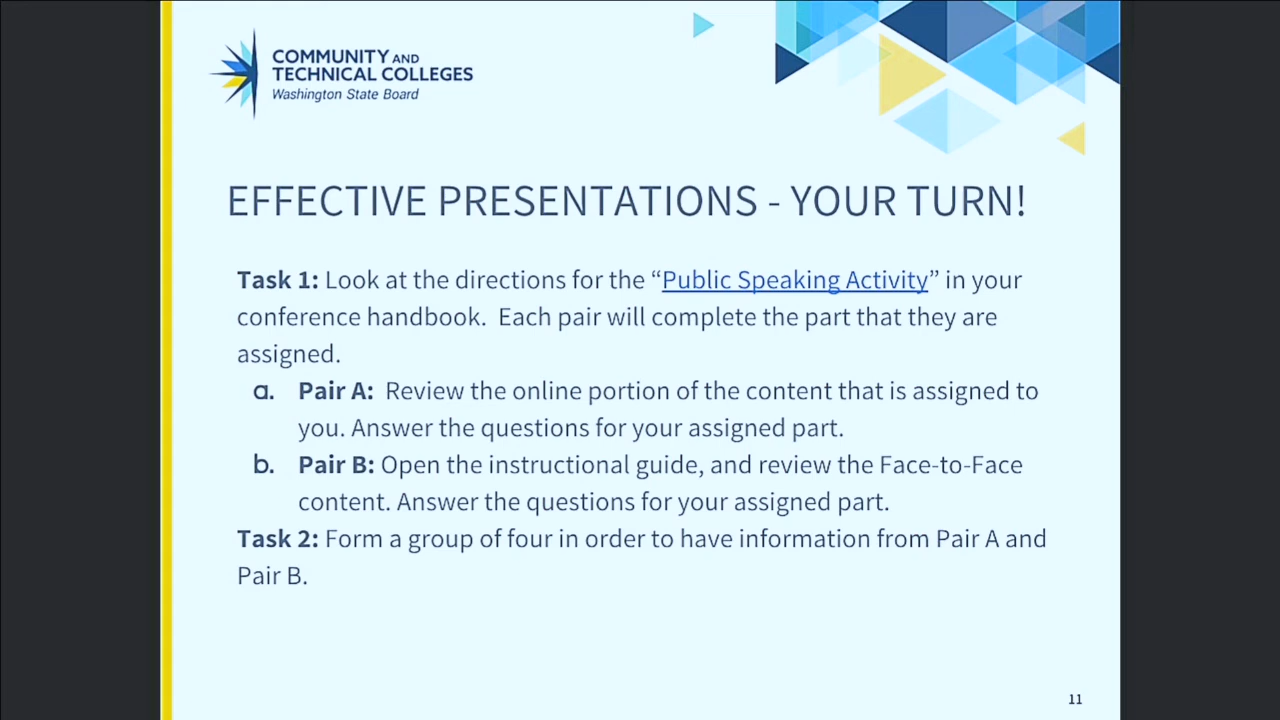 COMMUNITY AND
TECHNICAL COLLEGES
Washington State Board
EFFECTIVE PRESENTATIONS - YOUR TURN!
Task 1: Look at the directions for the “Public Speaking Activity” in your
conference handbook.  Each pair will complete the part that they are
assigned.
a. Pair A:  Review the online portion of the content that is assigned to
you. Answer the questions for your assigned part.
b. Pair B: Open the instructional guide, and review the Face-to-Face
content. Answer the questions for your assigned part.
Task 2: Form a group of four in order to have information from Pair A and
Pair B.
11